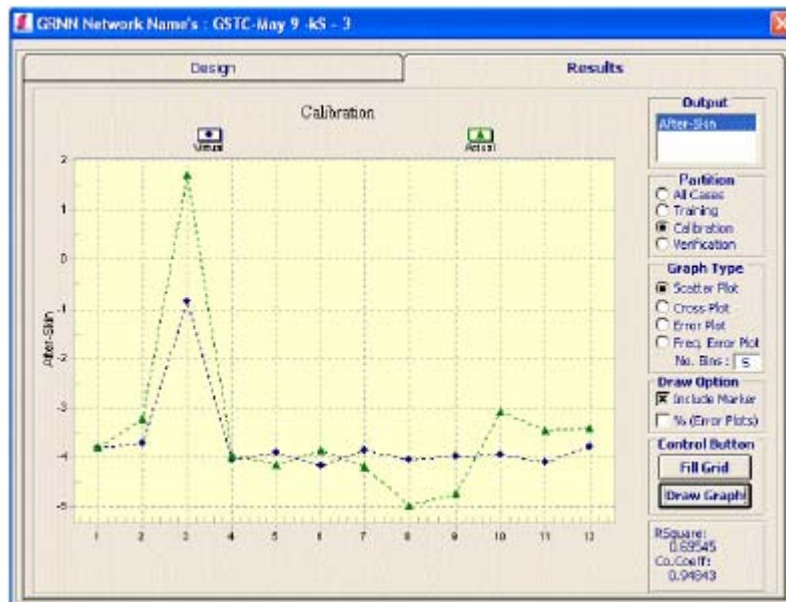 GRNN Network Name's : GSTC-May 9 -kS - 3
Design
Results
Calibration
Virtual
Actual
After-Skin
2
1
0
-1
-2
-3
-4
-5
1 2 3 4 5 6 7 8 9 10 11 12
Output
After-Skin
Partition
All Cases
Training
Calibration
Verification
Graph Type
Scatter Plot
Cross Plot
Error Plot
Freq. Error Plot
No. Bins : 5
Draw Option
Include Marker
% (Error Plots)
Control Button
Fill Grid
Draw Graph
RSquare:
0.69545
Co.Coeff:
0.94843